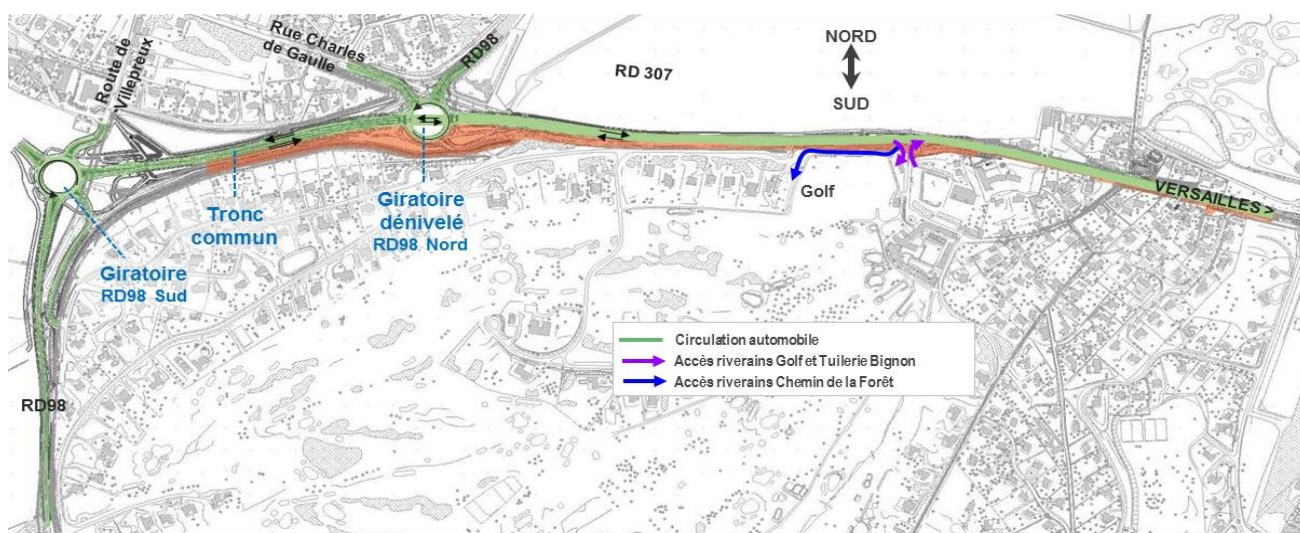 Route de
Villepreux
Rue Charles
de Gaulle
RD98
RD 307
NORD
SUD
Giratoire
RD98 Sud
Tronc
commun
Giratoire
dénivelé
RD98 Nord
Golf
VERSAILLES >
RD98
Circulation automobile
Accès riverains Golf et Tuilerie Bignon
Accès riverains Chemin de la Forêt